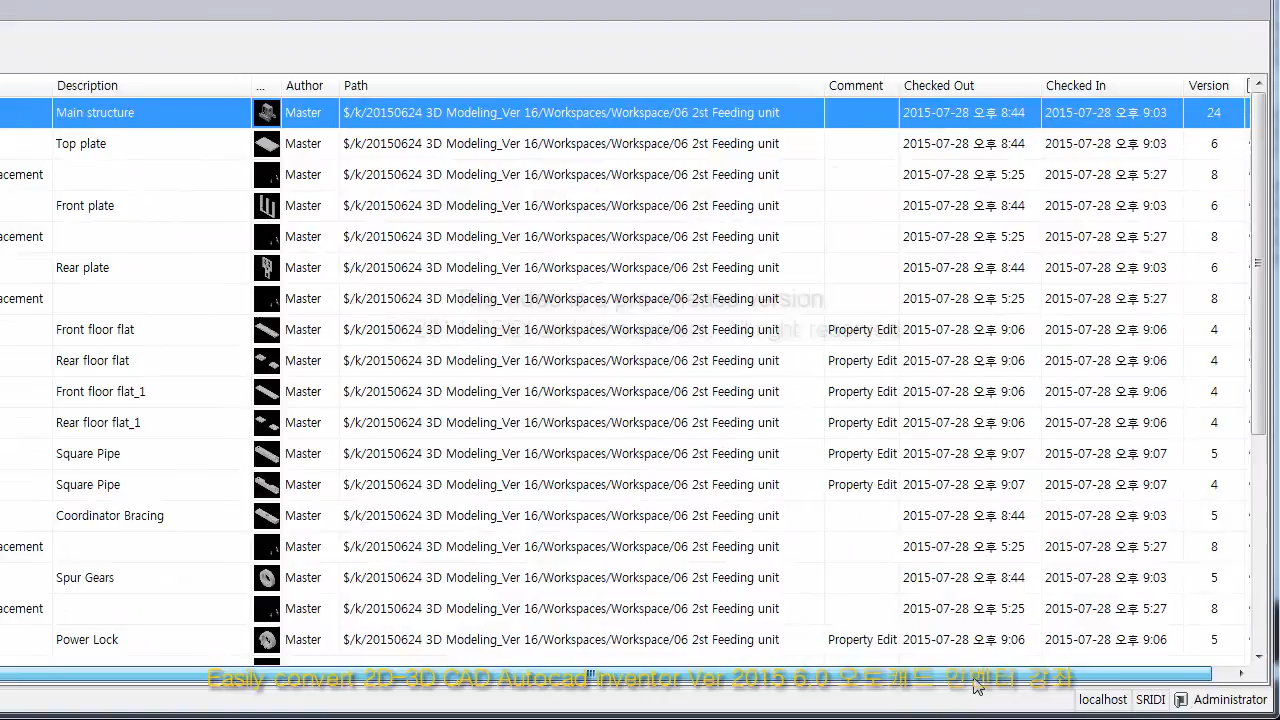 Description ... Author Path Comment Checked Out Checked In Version
Main structure Master $/k/20150624 3D Modeling_Ver 16/Workspaces/Workspace/06 2st Feeding unit 2015-07-28 오후 8:44 2015-07-28 오후 9:03 24
Top plate Master $/k/20150624 3D Modeling_Ver 16/Workspaces/Workspace/06 2st Feeding unit 2015-07-28 오후 8:44 2015-07-28 오후 9:03 6
acement Master $/k/20150624 3D Modeling_Ver 16/Workspaces/Workspace/06 2st Feeding unit 2015-07-28 오후 5:25 2015-07-28 오후 5:27 8
Front plate Master $/k/20150624 3D Modeling_Ver 16/Workspaces/Workspace/06 2st Feeding unit 2015-07-28 오후 8:44 2015-07-28 오후 9:03 6
acement Master $/k/20150624 3D Modeling_Ver 16/Workspaces/Workspace/06 2st Feeding unit 2015-07-28 오후 5:25 2015-07-28 오후 5:27 8
Rear plate Master $/k/20150624 3D Modeling_Ver 16/Workspaces/Workspace/06 2st Feeding unit 2015-07-28 오후 8:44 2015-07-28 오후 9:03 6
acement Master $/k/20150624 3D Modeling_Ver 16/Workspaces/Workspace/06 2st Feeding unit 2015-07-28 오후 5:25 2015-07-28 오후 5:27 8
Front floor flat Master $/k/20150624 3D Modeling_Ver 16/Workspaces/Workspace/06 2st Feeding unit Property Edit 2015-07-28 오후 9:06 2015-07-28 오후 9:06 4
Rear floor flat Master $/k/20150624 3D Modeling_Ver 16/Workspaces/Workspace/06 2st Feeding unit Property Edit 2015-07-28 오후 9:06 2015-07-28 오후 9:06 4
Front floor flat_1 Master $/k/20150624 3D Modeling_Ver 16/Workspaces/Workspace/06 2st Feeding unit Property Edit 2015-07-28 오후 9:06 2015-07-28 오후 9:06 4
Rear floor flat_1 Master $/k/20150624 3D Modeling_Ver 16/Workspaces/Workspace/06 2st Feeding unit Property Edit 2015-07-28 오후 9:06 2015-07-28 오후 9:06 4
Square Pipe Master $/k/20150624 3D Modeling_Ver 16/Workspaces/Workspace/06 2st Feeding unit Property Edit 2015-07-28 오후 9:07 2015-07-28 오후 9:07 5
Square Pipe Master $/k/20150624 3D Modeling_Ver 16/Workspaces/Workspace/06 2st Feeding unit Property Edit 2015-07-28 오후 9:07 2015-07-28 오후 9:07 4
Coordinator Bracing Master $/k/20150624 3D Modeling_Ver 16/Workspaces/Workspace/06 2st Feeding unit 2015-07-28 오후 8:44 2015-07-28 오후 9:03 5
acement Master $/k/20150624 3D Modeling_Ver 16/Workspaces/Workspace/06 2st Feeding unit 2015-07-28 오후 5:25 2015-07-28 오후 5:27 8
Spur Gears Master $/k/20150624 3D Modeling_Ver 16/Workspaces/Workspace/06 2st Feeding unit 2015-07-28 오후 8:44 2015-07-28 오후 9:03 5
acement Master $/k/20150624 3D Modeling_Ver 16/Workspaces/Workspace/06 2st Feeding unit 2015-07-28 오후 5:25 2015-07-28 오후 5:27 8
Power Lock Master $/k/20150624 3D Modeling_Ver 16/Workspaces/Workspace/06 2st Feeding unit Property Edit 2015-07-28 오후 9:06 2015-07-28 오후 9:06 5
Easily convert 2D-3D CAD Autocad inventor ver 2015 6.0 오토캐드 인벤터 강좌
localhost SRIDI Administrator